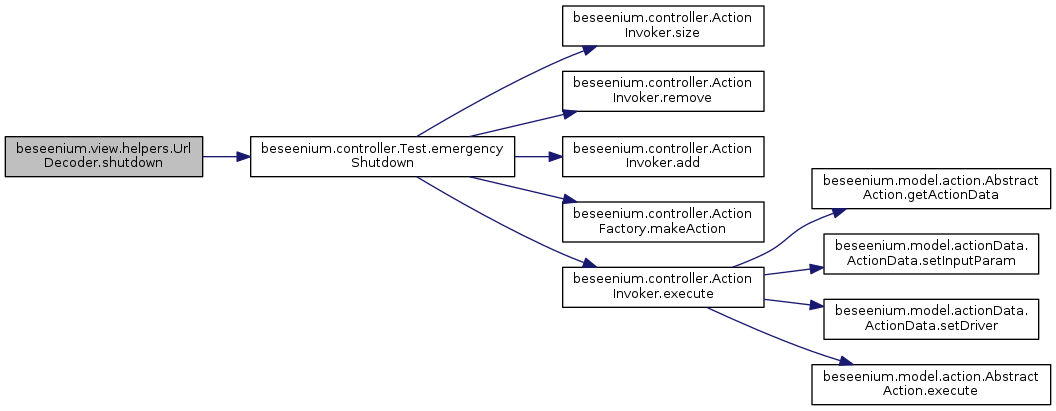 beseenium.view.helpers.Url
Decoder.shutdown
beseenium.controller.Test.emergency
Shutdown
beseenium.controller.Action
Invoker.size
beseenium.controller.Action
Invoker.remove
beseenium.controller.Action
Invoker.add
beseenium.controller.Action
Factory.makeAction
beseenium.controller.Action
Invoker.execute
beseenium.model.action.Abstract
Action.getActionData
beseenium.model.actionData.
ActionData.setInputParam
beseenium.model.actionData.
ActionData.setDriver
beseenium.model.action.Abstract
Action.execute